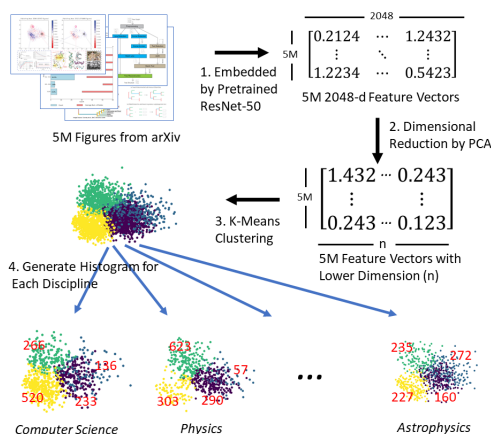 5M Figures from arXiv
1. Embedded
by Pretrained
ResNet-50
2048
5M
0.2124 ⋯ 1.2432
⋮ ⋱ ⋮
1.2234 0.5423
5M 2048-d Feature Vectors
2. Dimensional
Reduction by PCA
5M
1.432 ⋯ 0.243
⋮ ⋮
0.243 ⋯ 0.123
n
5M Feature Vectors with
Lower Dimension (n)
3. K-Means
Clustering
4. Generate Histogram for
Each Discipline
266
136
520
233
Computer Science
623
57
303
290
Physics
•••
235
272
227
160
Astrophysics